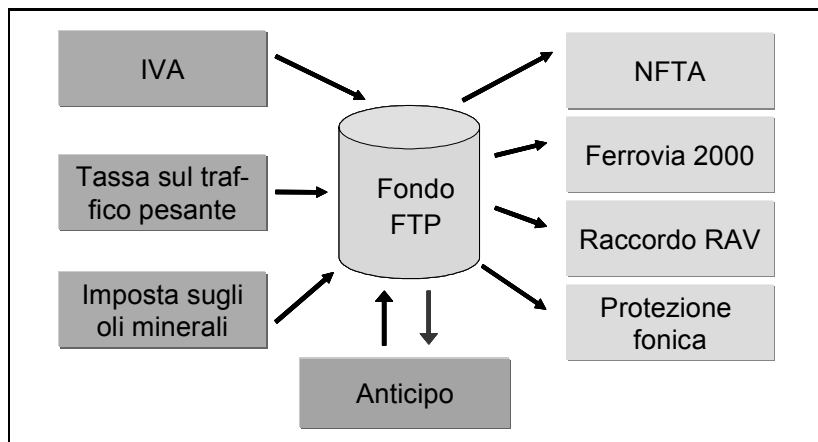 IVA
Tassa sul traf-
fico pesante
Imposta sugli
oli minerali
Fondo
FTP
Anticipo
NFTA
Ferrovia 2000
Raccordo RAV
Protezione
fonica